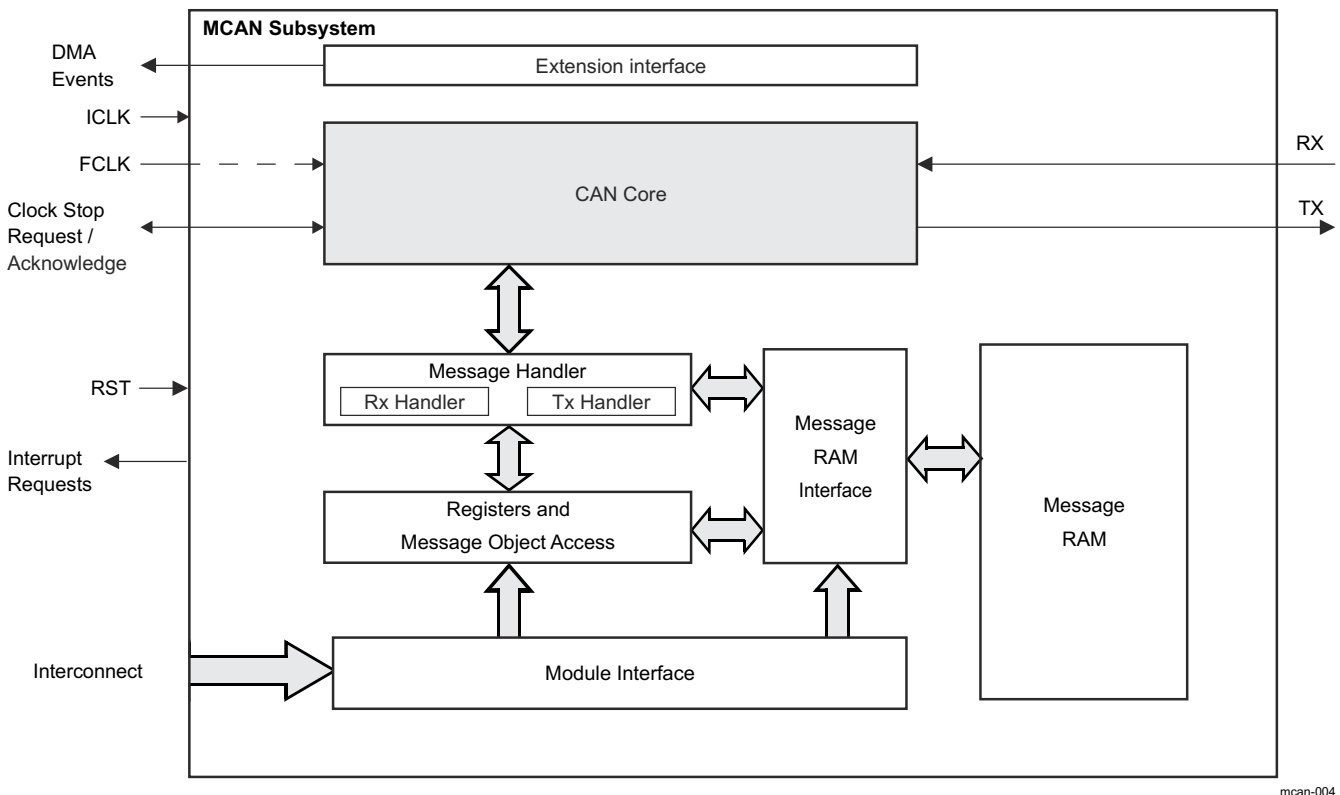 MCAN Subsystem
DMA
Events
Extension interface
ICLK
FCLK
RX
CAN Core
Clock Stop
Request /
Acknowledge
TX
Message Handler
Rx Handler
Tx Handler
RST
Message
RAM
Interface
Interrupt
Requests
Registers and
Message Object Access
Message
RAM
Interconnect
Module Interface
mcan-004